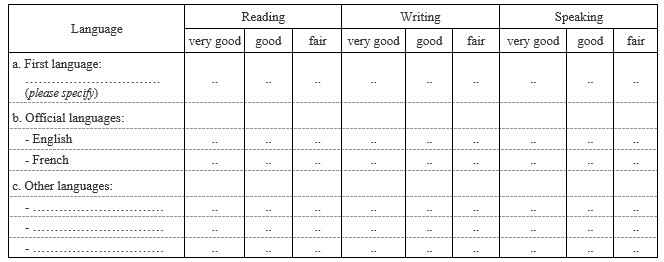 Language Reading Writing Speaking
very good good fair very good good fair very good good fair
a. First language:
………………………… .. .. .. .. .. .. .. .. ..
(please specify)
b. Official languages:
- English .. .. .. .. .. .. .. .. ..
- French .. .. .. .. .. .. .. .. ..
c. Other languages:
- ………………………… .. .. .. .. .. .. .. .. ..
- ………………………… .. .. .. .. .. .. .. .. ..
- ………………………… .. .. .. .. .. .. .. .. ..